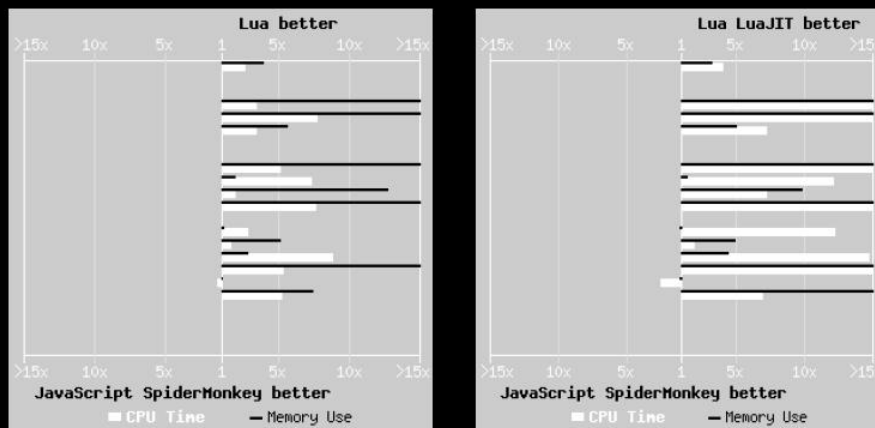 Lua better
>15x 10x 5x 1 5x 10x >15x
>15x 10x 5x 1 5x 10x >15x
JavaScript SpiderMonkey better
CPU Time Memory Use
Lua LuaJIT better
>15x 10x 5x 1 5x 10x >15x
>15x 10x 5x 1 5x 10x >15x
JavaScript SpiderMonkey better
CPU Time Memory Use